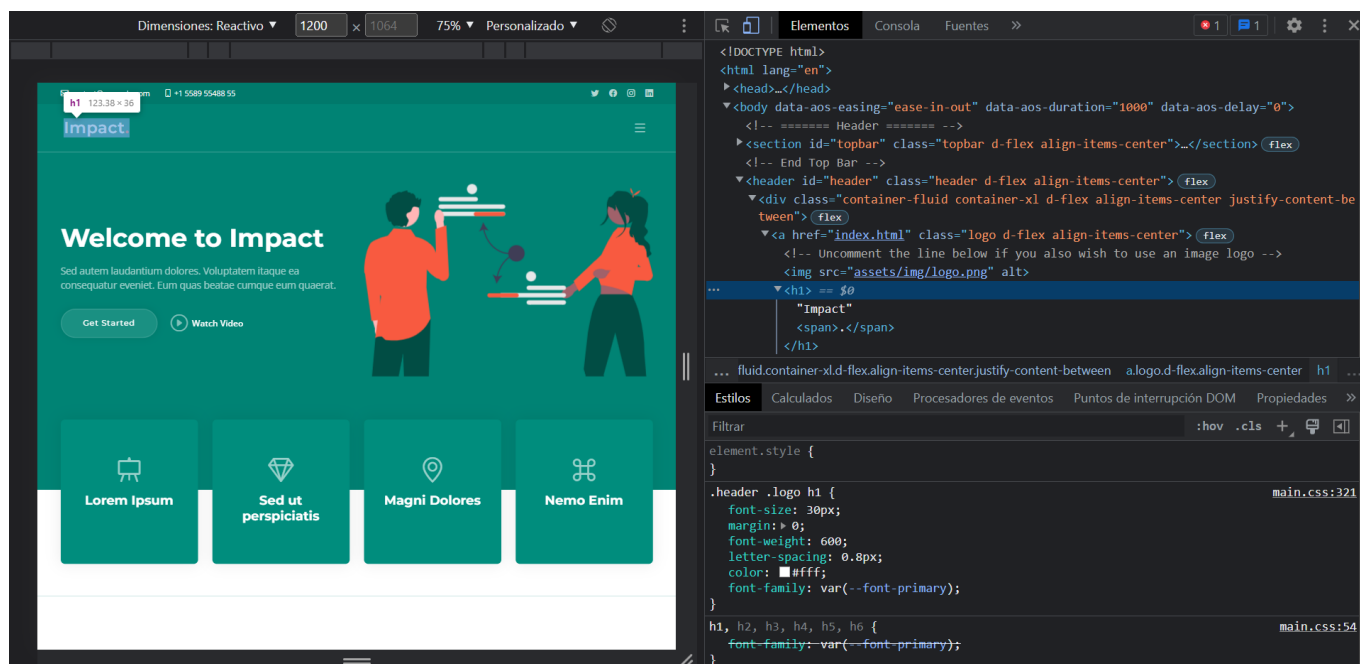 Dimensiones: Reactivo ▼ 1200 × 1064 75% ▼ Personalizado ▼
+1 5589 55488 55
h1 123.38 × 36
Impact.
Welcome to Impact
Sed autem laudantium dolores. Voluptatem itaque ea
consequatur eveniet. Eum quas beatae cumque eum quaerat.
Get Started Watch Video
Lorem Ipsum
Sed ut
perspiciatis
Magni Dolores
Nemo Enim
Elementos Consola Fuentes » 1 1
<!DOCTYPE html>
<html lang="en">
<head>…</head>
<body data-aos-easing="ease-in-out" data-aos-duration="1000" data-aos-delay="0">
<!-- ======= Header ======= -->
<section id="topbar" class="topbar d-flex align-items-center">…</section> flex
<!-- End Top Bar -->
<header id="header" class="header d-flex align-items-center"> flex
<div class="container-fluid container-xl d-flex align-items-center justify-content-be
tween"> flex
<a href="index.html" class="logo d-flex align-items-center"> flex
<!-- Uncomment the line below if you also wish to use an image logo -->
<img src="assets/img/logo.png" alt>
… <h1> == $0
"Impact"
<span>.</span>
</h1>
… fluid.container-xl.d-flex.align-items-center.justify-content-between a.logo.d-flex.align-items-center h1 …
Estilos Calculados Diseño Procesadores de eventos Puntos de interrupción DOM Propiedades »
Filtrar :hov .cls +
element.style {
}
.header .logo h1 { main.css:321
font-size: 30px;
margin: 0;
font-weight: 600;
letter-spacing: 0.8px;
color: #fff;
font-family: var(--font-primary);
}
h1, h2, h3, h4, h5, h6 { main.css:54
font-family: var(--font-primary);
}